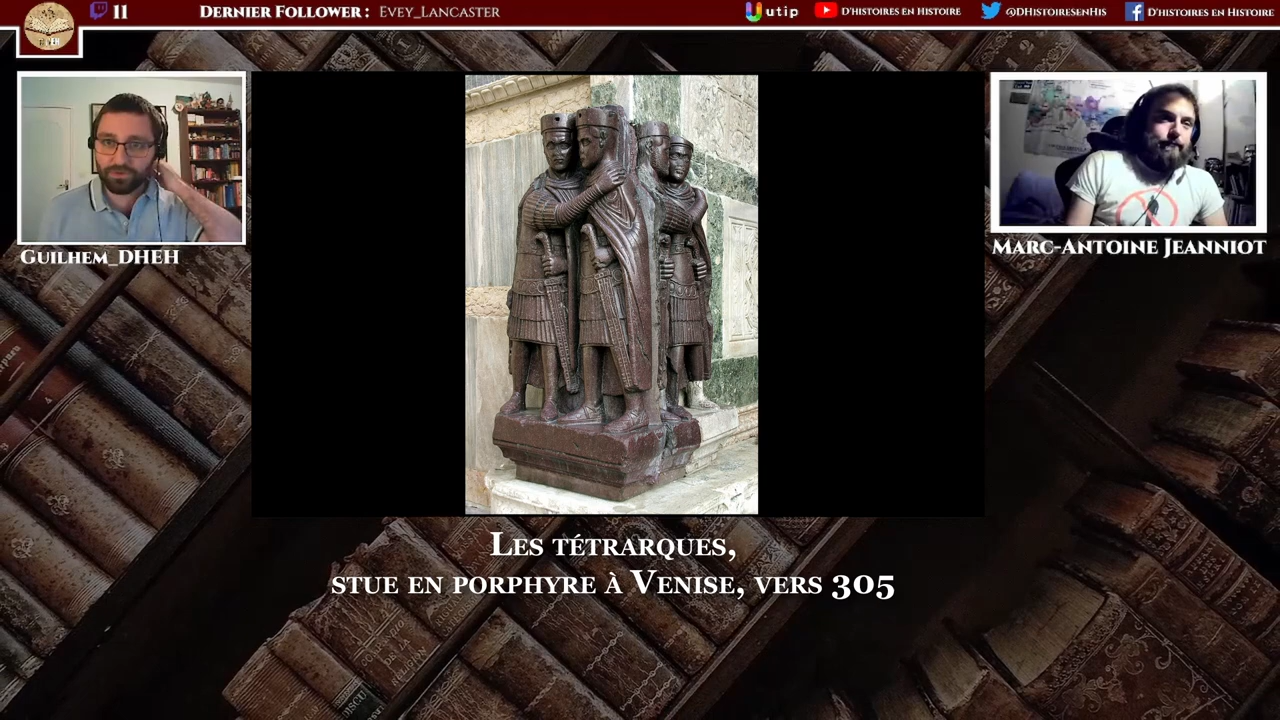 11
Dernier Follower : Evey_Lancaster
utip
D'histoires en Histoire
@DHistoiresenHis
D'histoires en Histoire
Guilhem_DHEH
Marc-Antoine Jeanniot
Les tétrarques,
stue en porphyre à Venise, vers 305